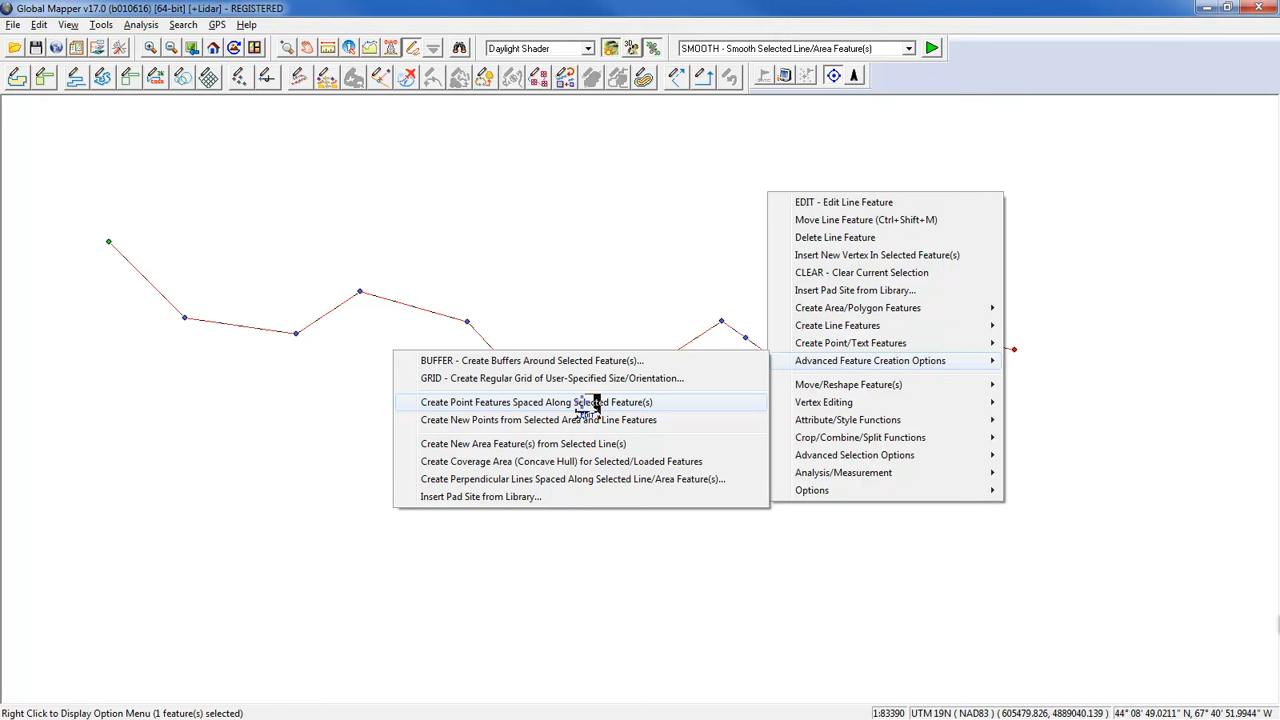 Global Mapper v17.0 (b010616) [64-bit] [+Lidar] - REGISTERED
File Edit View Tools Analysis Search GPS Help
Daylight Shader SMOOTH - Smooth Selected Line/Area Feature(s)
EDIT - Edit Line Feature
Move Line Feature (Ctrl+Shift+M)
Delete Line Feature
Insert New Vertex In Selected Feature(s)
CLEAR - Clear Current Selection
Insert Pad Site from Library...
Create Area/Polygon Features
Create Line Features
Create Point/Text Features
Advanced Feature Creation Options
Move/Reshape Feature(s)
Vertex Editing
Attribute/Style Functions
Crop/Combine/Split Functions
Advanced Selection Options
Analysis/Measurement
Options
BUFFER - Create Buffers Around Selected Feature(s)...
GRID - Create Regular Grid of User-Specified Size/Orientation...
Create Point Features Spaced Along Selected Feature(s)
Create New Points from Selected Area and Line Features
Create New Area Feature(s) from Selected Line(s)
Create Coverage Area (Concave Hull) for Selected/Loaded Features
Create Perpendicular Lines Spaced Along Selected Line/Area Feature(s)...
Insert Pad Site from Library...
Right Click to Display Option Menu (1 feature(s) selected)
1:83390 UTM 19N (NAD83) (605479.826, 4889040.139) 44° 08' 49.0211" N, 67° 40' 51.9944" W